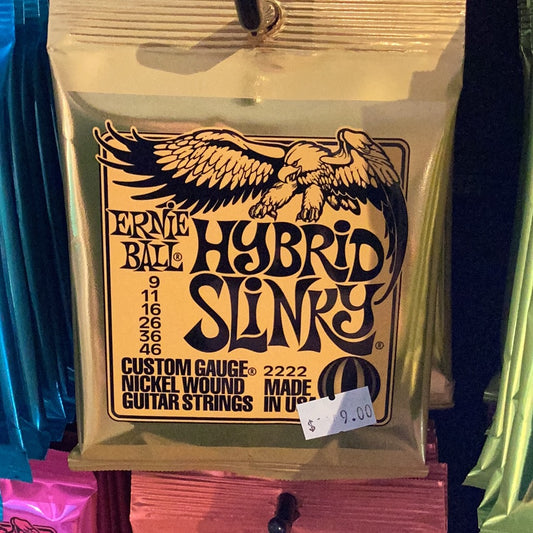 ERNIE
BALL®
HYBRID
SLINKY®
9
11
16
26
36
46
CUSTOM GAUGE®
NICKEL WOUND
GUITAR STRINGS
2222
MADE
IN USA
$ 9.00